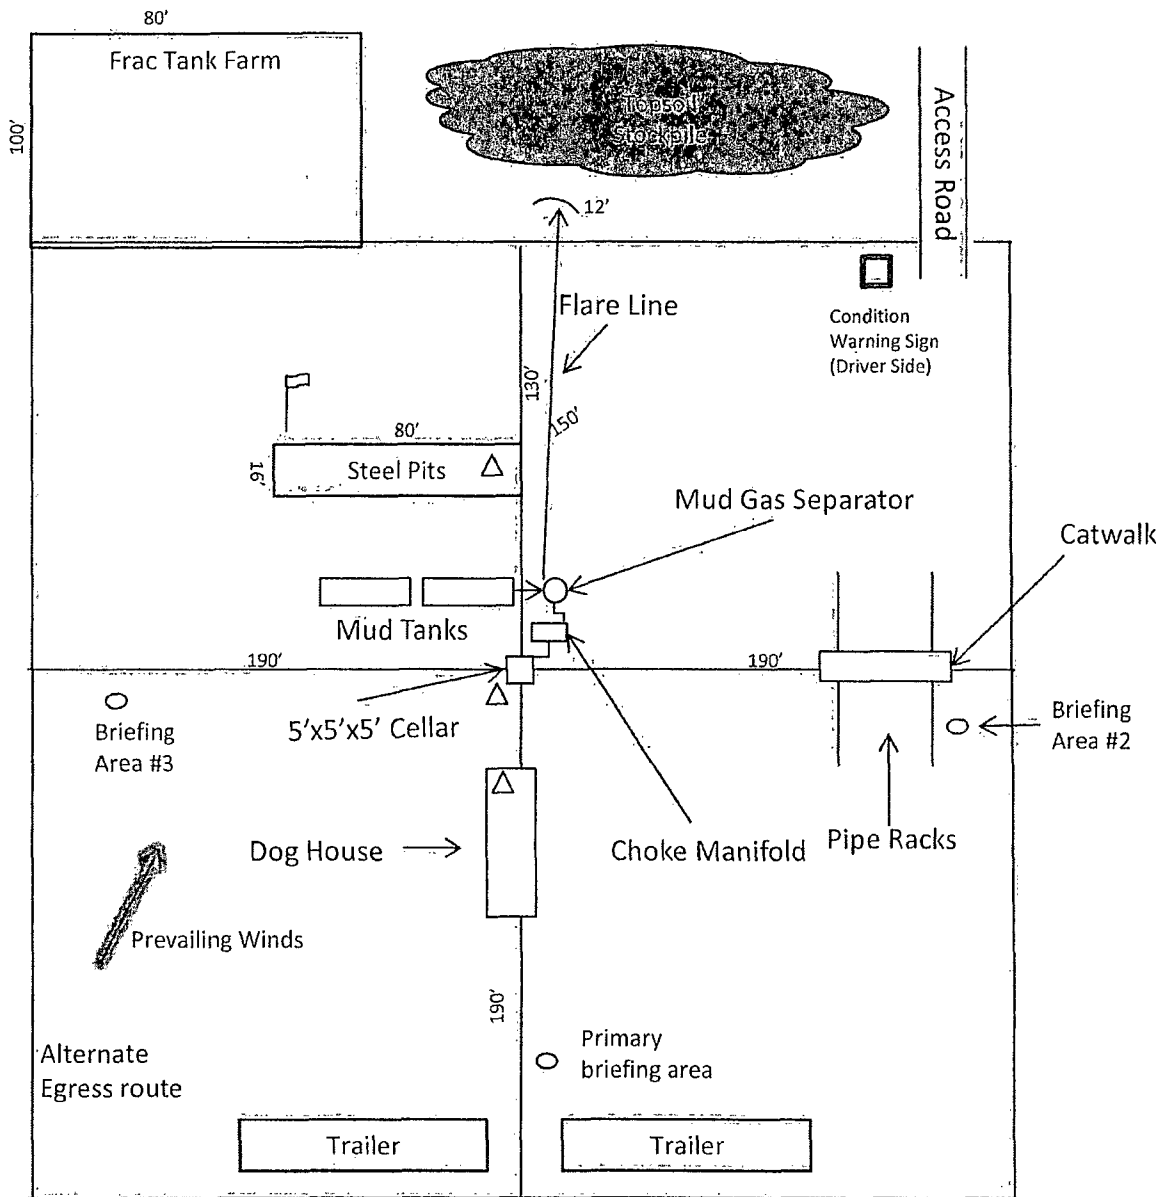 80'
Frac Tank Farm
100'
Topsoil
Stockpile
Access Road
12'
Flare Line
Condition
Warning Sign
(Driver Side)
130'
150'
80'
16'
Steel Pits
Mud Gas Separator
Catwalk
Mud Tanks
190'
190'
Briefing
Area #3
5'x5'x5' Cellar
Briefing
Area #2
Dog House
Choke Manifold
Pipe Racks
Prevailing Winds
190'
Alternate
Egress route
Primary
briefing area
Trailer
Trailer